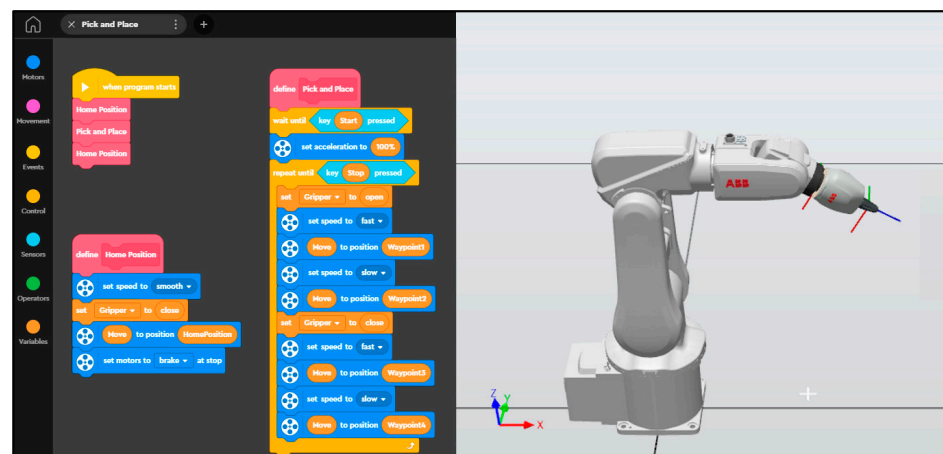 Pick and Place
Motors
Movement
Events
Control
Sensors
Operators
Variables
when program starts
Home Position
Pick and Place
Home Position
define Home Position
set speed to smooth
set Gripper to close
Move to position HomePosition
set motors to brake at stop
define Pick and Place
wait until key Start pressed
set acceleration to 100%
repeat until key Stop pressed
set Gripper to open
set speed to fast
Move to position Waypoint1
set speed to slow
Move to position Waypoint2
set Gripper to close
set speed to fast
Move to position Waypoint3
set speed to slow
Move to position Waypoint4
ABB
ABB
Z
Y
X